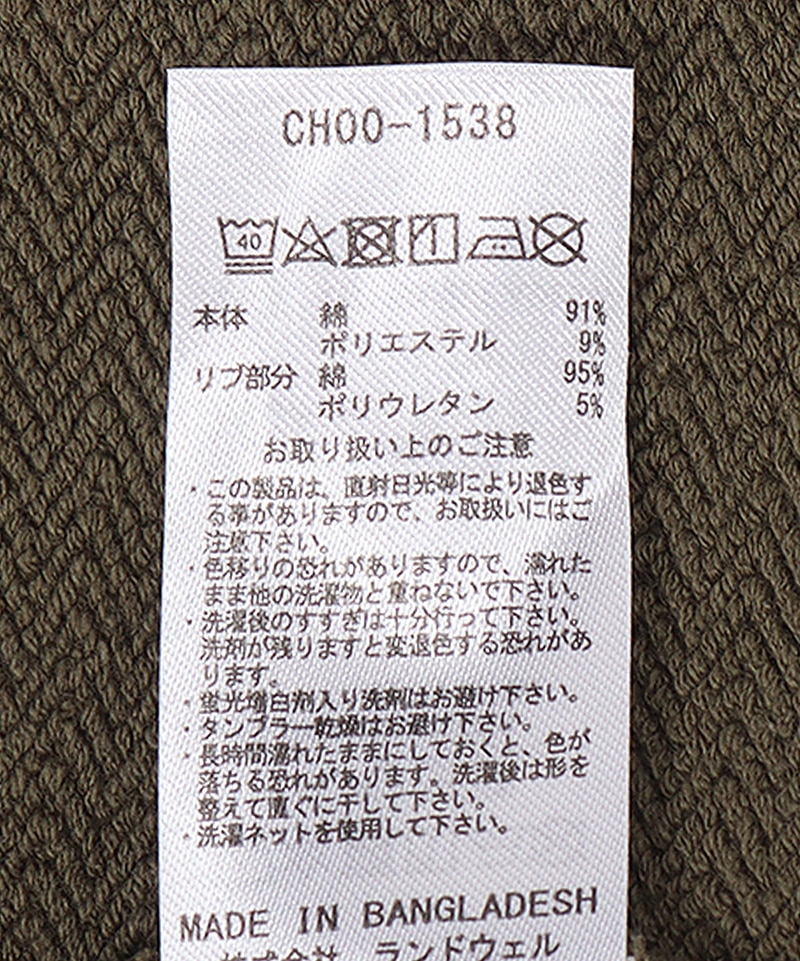 CH00-1538
40
本体 綿 91%
ポリエステル 9%
リブ部分 綿 95%
ポリウレタン 5%
お取り扱い上のご注意
・この製品は、直射日光等により退色す
る事がありますので、お取扱いにはご
注意下さい。
・色移りの恐れがありますので、濡れた
まま他の洗濯物と重ねないで下さい。
・洗濯後のすすぎは十分行って下さい。
洗剤が残りますと変退色する恐れがあ
ります。
・蛍光増白剤入り洗剤はお避け下さい。
・タンブラー乾燥はお避け下さい。
・長時間濡れたままにしておくと、色が
落ちる恐れがあります。洗濯後は形を
整えて直ぐに干して下さい。
・洗濯ネットを使用して下さい。
MADE IN BANGLADESH
株式会社 ランドウェル